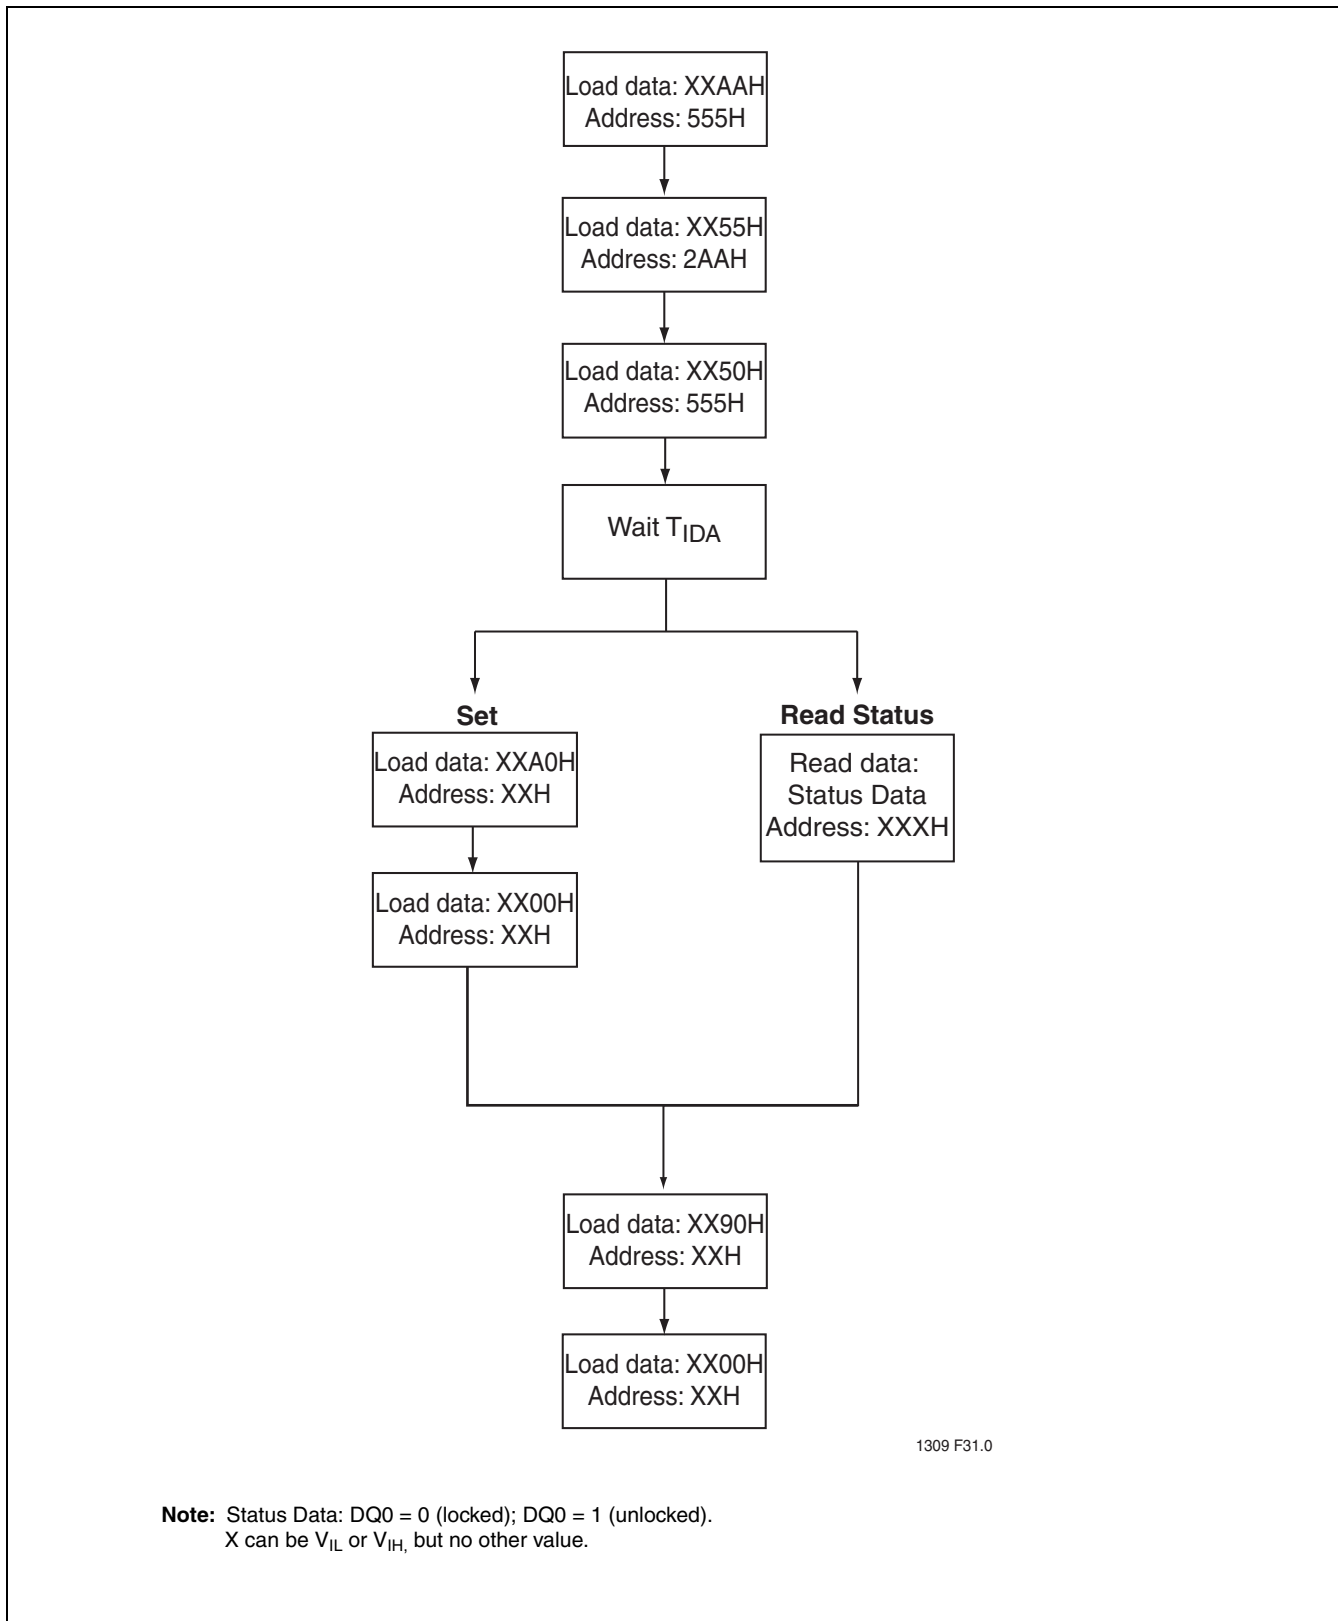 Load data: XXAAH
Address: 555H
Load data: XX55H
Address: 2AAH
Load data: XX50H
Address: 555H
Wait TIDA
Set
Load data: XXA0H
Address: XXH
Load data: XX00H
Address: XXH
Read Status
Read data:
Status Data
Address: XXXH
Load data: XX90H
Address: XXH
Load data: XX00H
Address: XXH
1309 F31.0
Note: Status Data: DQ0 = 0 (locked); DQ0 = 1 (unlocked).
X can be VIL or VIH, but no other value.